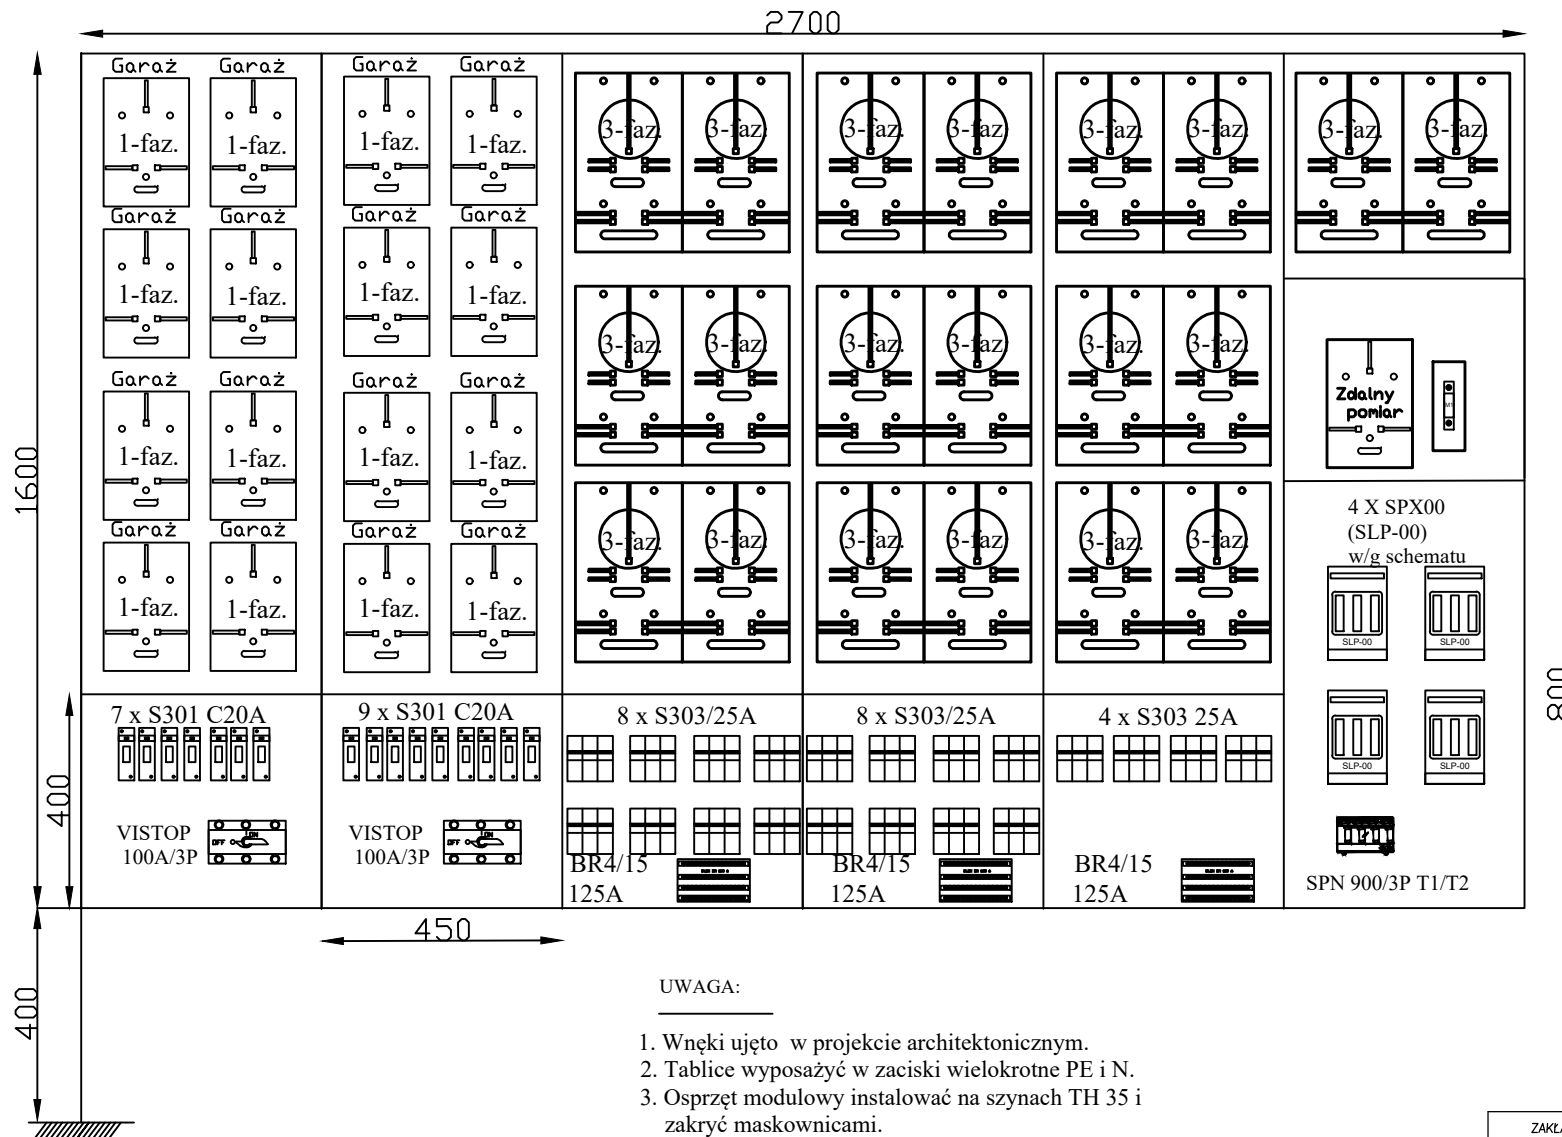 2700
Garaż Garaż Garaż Garaż
1-faz. 1-faz. 1-faz. 1-faz. 3-faz. 3-faz. 3-faz. 3-faz. 3-faz. 3-faz. 3-faz. 3-faz.
Garaż Garaż Garaż Garaż
1-faz. 1-faz. 1-faz. 1-faz. 3-faz. 3-faz. 3-faz. 3-faz. 3-faz. 3-faz.
Garaż Garaż Garaż Garaż
Zdalny
pomiar
1-faz. 1-faz. 1-faz. 1-faz.
1600
4 X SPX00
(SLP-00)
w/g schematu
Garaż Garaż Garaż Garaż
3-faz. 3-faz. 3-faz. 3-faz. 3-faz. 3-faz.
1-faz. 1-faz. 1-faz. 1-faz.
SLP-00 SLP-00
800
7 x S301 C20A 9 x S301 C20A 8 x S303/25A 8 x S303/25A 4 x S303 25A
SLP-00 SLP-00
400
VISTOP
100A/3P
OFF ON
VISTOP
100A/3P
OFF ON
BR4/15
125A
BR4/15
125A
BR4/15
125A
SPN 900/3P T1/T2
450
400
UWAGA:
1. Wnęki ujęto w projekcie architektonicznym.
2. Tablice wyposażyć w zaciski wielokrotne PE i N.
3. Osprzęt modulowy instalować na szynach TH 35 i
zakryć maskownicami.